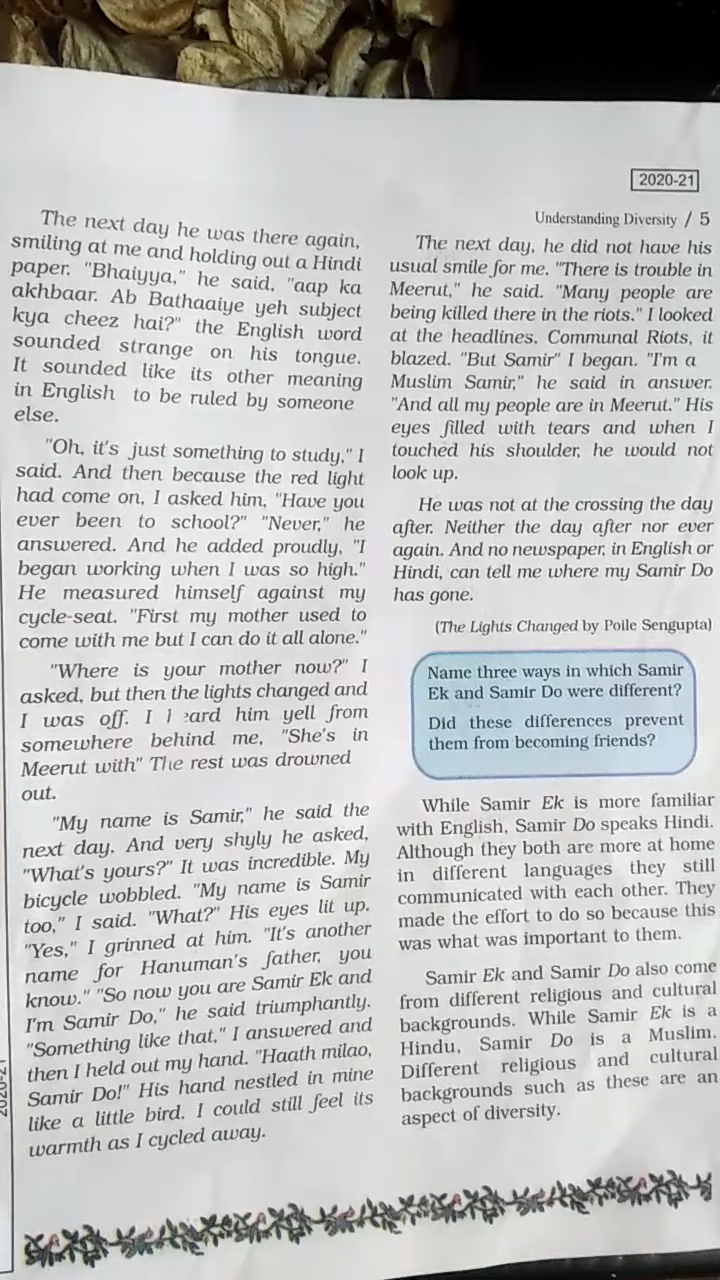 2020-21
Understanding Diversity / 5
The next day he was there again,
smiling at me and holding out a Hindi
paper. "Bhaiyya," he said, "aap ka
akhbaar. Ab Bathaaiye yeh subject
kya cheez hai?" the English word
sounded strange on his tongue.
It sounded like its other meaning
in English to be ruled by someone
else.
"Oh, it's just something to study," I
said. And then because the red light
had come on, I asked him, "Have you
ever been to school?" "Never," he
answered. And he added proudly, "I
began working when I was so high."
He measured himself against my
cycle-seat. "First my mother used to
come with me but I can do it all alone."
"Where is your mother now?" I
asked, but then the lights changed and
I was off. I heard him yell from
somewhere behind me, "She's in
Meerut with" The rest was drowned
out.
"My name is Samir," he said the
next day. And very shyly he asked,
"What's yours?" It was incredible. My
bicycle wobbled. "My name is Samir
too," I said. "What?" His eyes lit up.
"Yes," I grinned at him. "It's another
name for Hanuman's father, you
know." "So now you are Samir Ek and
I'm Samir Do," he said triumphantly.
"Something like that," I answered and
then I held out my hand. "Haath milao,
Samir Do!" His hand nestled in mine
like a little bird. I could still feel its
warmth as I cycled away.
The next day, he did not have his
usual smile for me. "There is trouble in
Meerut," he said. "Many people are
being killed there in the riots." I looked
at the headlines. Communal Riots, it
blazed. "But Samir" I began. "I'm a
Muslim Samir," he said in answer.
"And all my people are in Meerut." His
eyes filled with tears and when I
touched his shoulder, he would not
look up.
He was not at the crossing the day
after. Neither the day after nor ever
again. And no newspaper, in English or
Hindi, can tell me where my Samir Do
has gone.
(The Lights Changed by Poile Sengupta)
Name three ways in which Samir
Ek and Samir Do were different?
Did these differences prevent
them from becoming friends?
While Samir Ek is more familiar
with English, Samir Do speaks Hindi.
Although they both are more at home
in different languages they still
communicated with each other. They
made the effort to do so because this
was what was important to them.
Samir Ek and Samir Do also come
from different religious and cultural
backgrounds. While Samir Ek is a
Hindu, Samir Do is a Muslim.
Different religious and cultural
backgrounds such as these are an
aspect of diversity.
2020-21